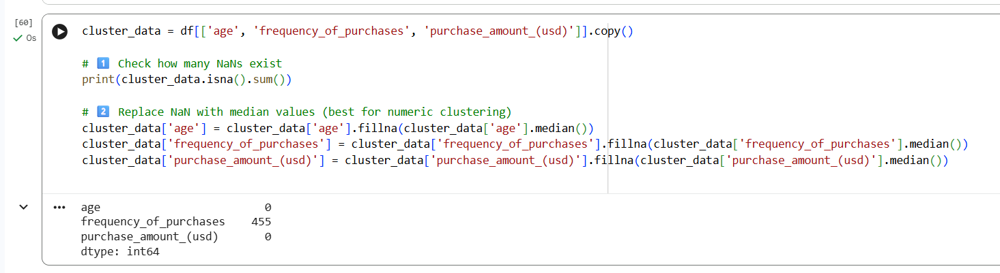 [60]
0s
cluster_data = df[['age', 'frequency_of_purchases', 'purchase_amount_(usd)']].copy()
# 1️⃣ Check how many NaNs exist
print(cluster_data.isna().sum())
# 2️⃣ Replace NaN with median values (best for numeric clustering)
cluster_data['age'] = cluster_data['age'].fillna(cluster_data['age'].median())
cluster_data['frequency_of_purchases'] = cluster_data['frequency_of_purchases'].fillna(cluster_data['frequency_of_purchases'].median())
cluster_data['purchase_amount_(usd)'] = cluster_data['purchase_amount_(usd)'].fillna(cluster_data['purchase_amount_(usd)'].median())
age 0
frequency_of_purchases 455
purchase_amount_(usd) 0
dtype: int64